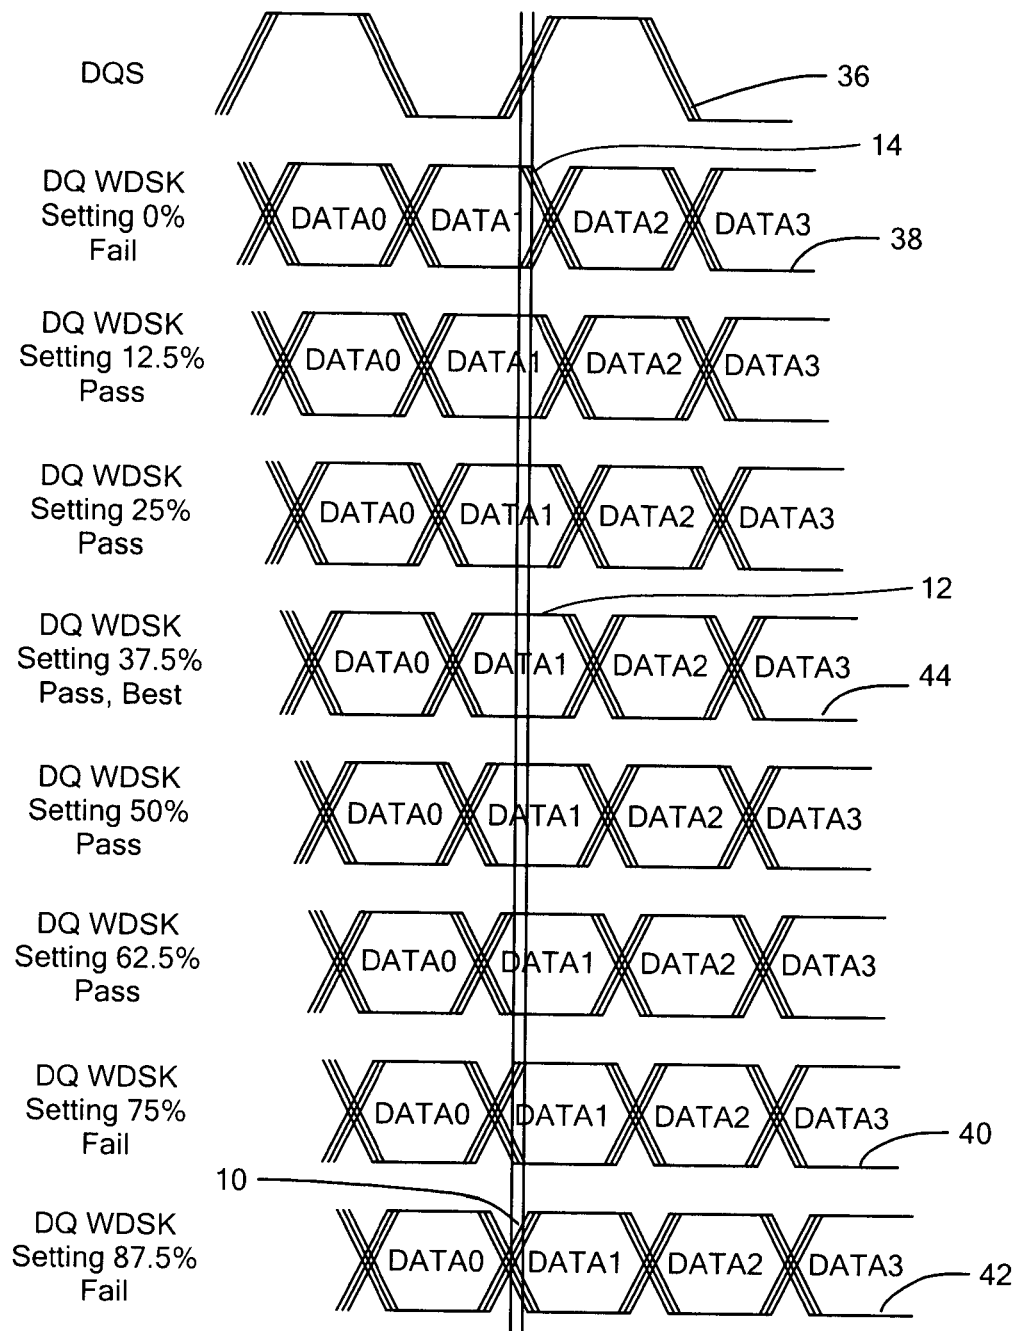 DQS
36
14
DQ WDSK
Setting 0%
Fail
DATA0 DATA1 DATA2 DATA3
38
DQ WDSK
Setting 12.5%
Pass
DATA0 DATA1 DATA2 DATA3
DQ WDSK
Setting 25%
Pass
DATA0 DATA1 DATA2 DATA3
12
DQ WDSK
Setting 37.5%
Pass, Best
DATA0 DATA1 DATA2 DATA3
44
DQ WDSK
Setting 50%
Pass
DATA0 DATA1 DATA2 DATA3
DQ WDSK
Setting 62.5%
Pass
DATA0 DATA1 DATA2 DATA3
DQ WDSK
Setting 75%
Fail
DATA0 DATA1 DATA2 DATA3
40
10
DQ WDSK
Setting 87.5%
Fail
DATA0 DATA1 DATA2 DATA3
42